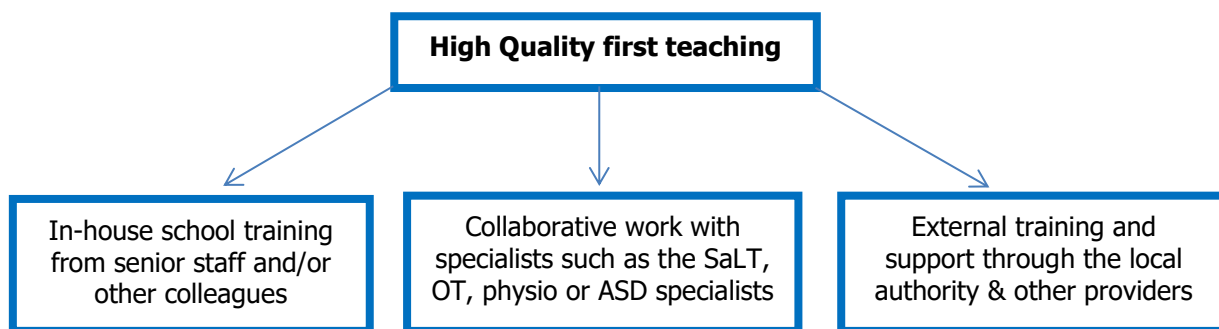 High Quality first teaching
In-house school training
from senior staff and/or
other colleagues
Collaborative work with
specialists such as the SaLT,
OT, physio or ASD specialists
External training and
support through the local
authority & other providers